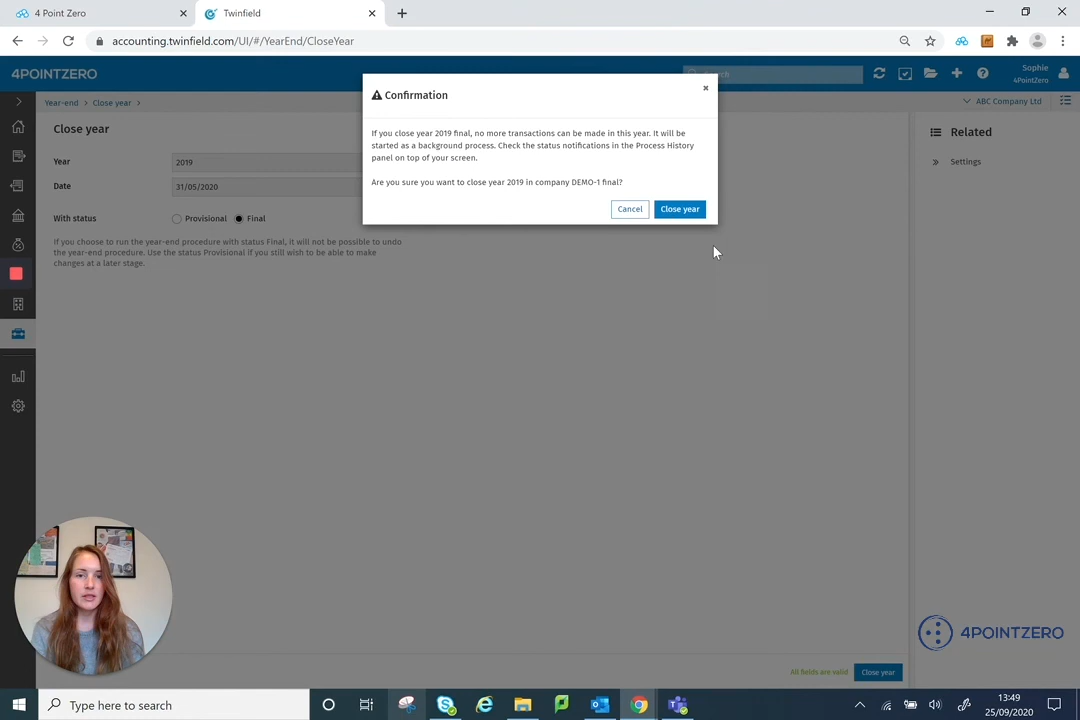 4 Point Zero
Twinfield
accounting.twinfield.com/UI/#/YearEnd/CloseYear
4POINTZERO
Sophie
4PointZero
Year-end
Close year
ABC Company Ltd
Close year
Year
2019
Date
31/05/2020
With status
Provisional
Final
If you choose to run the year-end procedure with status Final, it will not be possible to undo
the year-end procedure. Use the status Provisional if you still wish to be able to make
changes at a later stage.
Confirmation
If you close year 2019 final, no more transactions can be made in this year. It will be
started as a background process. Check the status notifications in the Process History
panel on top of your screen.
Are you sure you want to close year 2019 in company DEMO-1 final?
Cancel
Close year
Related
Settings
4POINTZERO
All fields are valid
Close year
Type here to search
13:49
25/09/2020